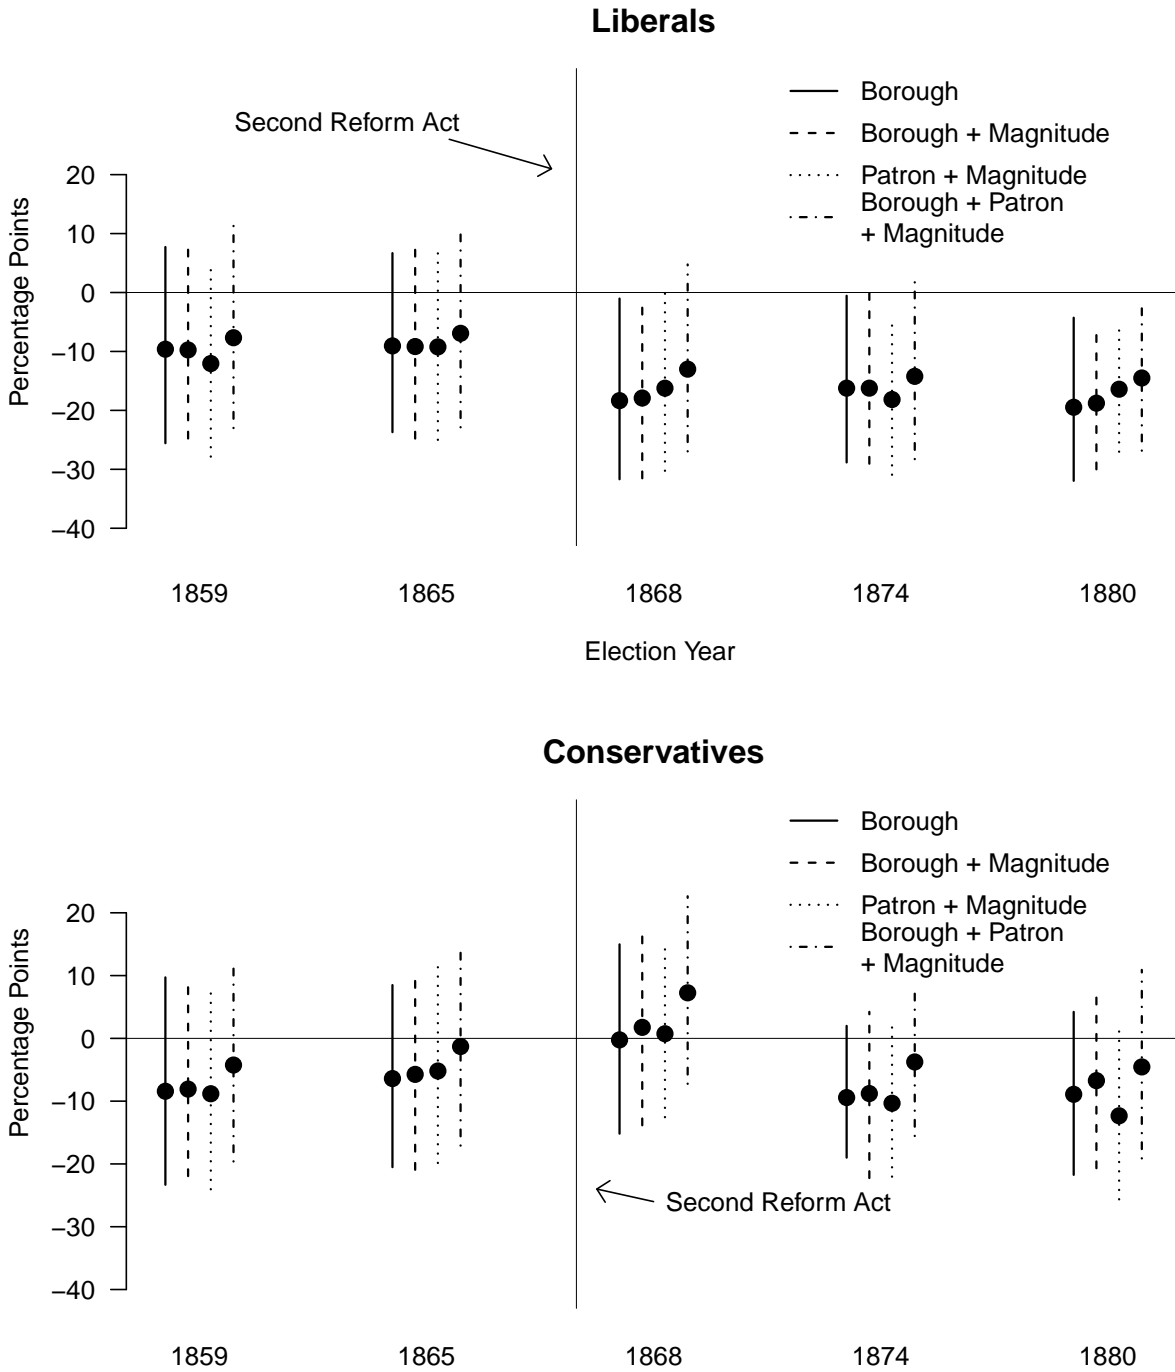 Liberals
Second Reform Act
Borough
Borough + Magnitude
Patron + Magnitude
Borough + Patron
+ Magnitude
Percentage Points
20
10
0
−10
−20
−30
−40
1859 1865 1868 1874 1880
Election Year
Conservatives
Borough
Borough + Magnitude
Patron + Magnitude
Borough + Patron
+ Magnitude
Percentage Points
20
10
0
−10
−20
−30
−40
Second Reform Act
1859 1865 1868 1874 1880